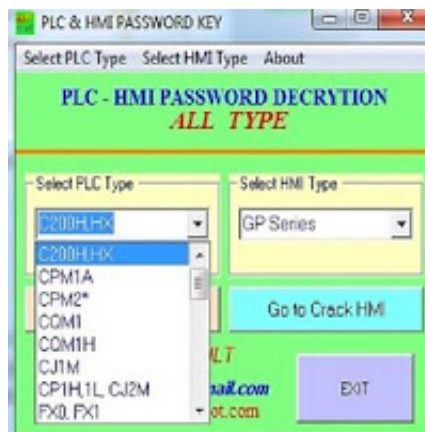 PLC & HMI PASSWORD KEY
Select PLC Type Select HMI Type About
PLC - HMI PASSWORD DECRYTION
ALL TYPE
Select PLC Type Select HMI Type
C200H,HX GP Series
C200H,HX
CPM1A
CPM2*
CQM1 Go to Crack HMI
CQM1H
CJ1M LT
CP1H,1L, CJ2M ail.com EXIT
FX0, FX1 ot.com